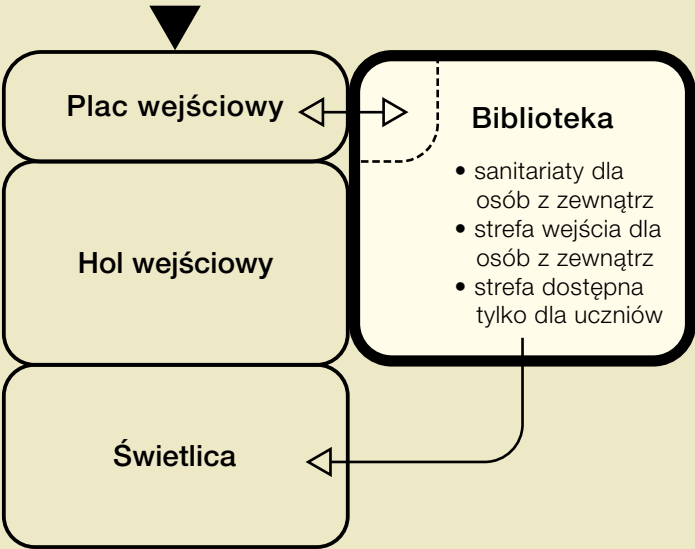 Plac wejściowy
Biblioteka
• sanitariaty dla
osób z zewnątrz
• strefa wejścia dla
osób z zewnątrz
• strefa dostępna
tylko dla uczniów
Hol wejściowy
Świetlica